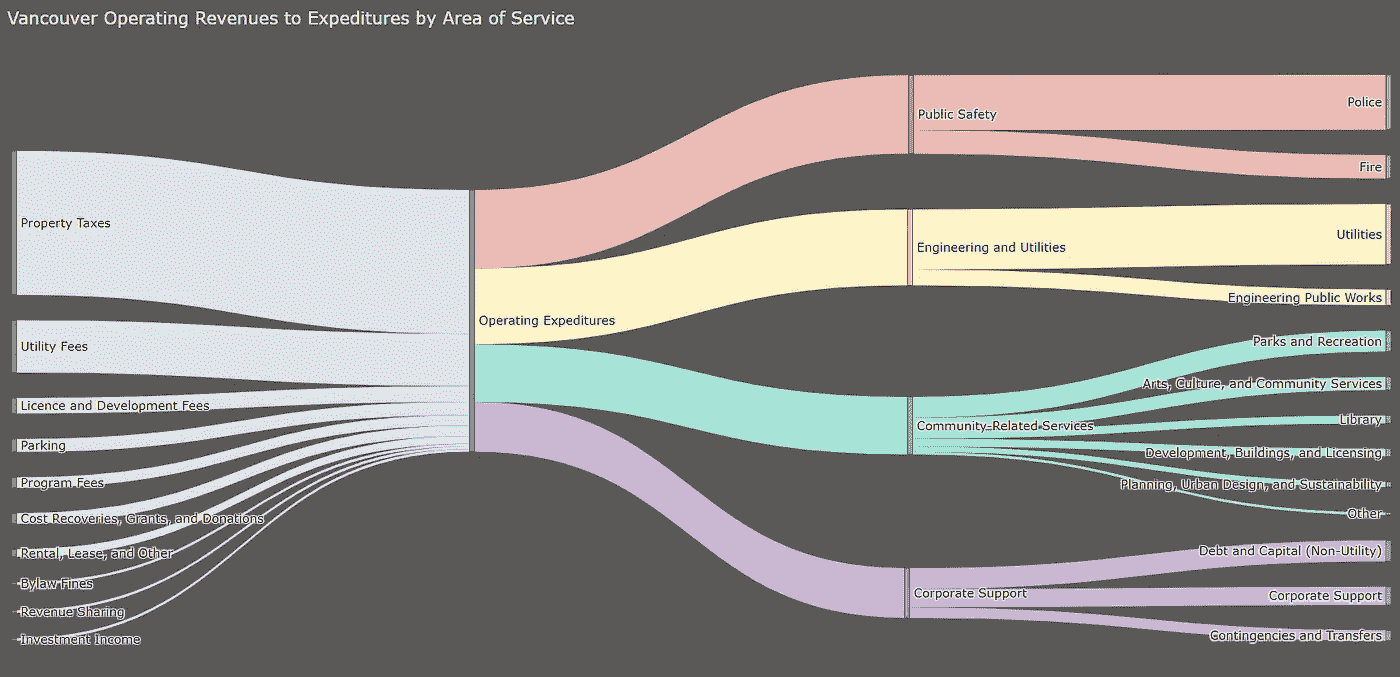 Vancouver Operating Revenues to Expeditures by Area of Service
Property Taxes
Utility Fees
Licence and Development Fees
Parking
Program Fees
Cost Recoveries, Grants, and Donations
Rental, Lease, and Other
Bylaw Fines
Revenue Sharing
Investment Income
Operating Expeditures
Public Safety
Engineering and Utilities
Community-Related Services
Corporate Support
Police
Fire
Utilities
Engineering Public Works
Parks and Recreation
Arts, Culture, and Community Services
Library
Development, Buildings, and Licensing
Planning, Urban Design, and Sustainability
Other
Debt and Capital (Non-Utility)
Corporate Support
Contingencies and Transfers